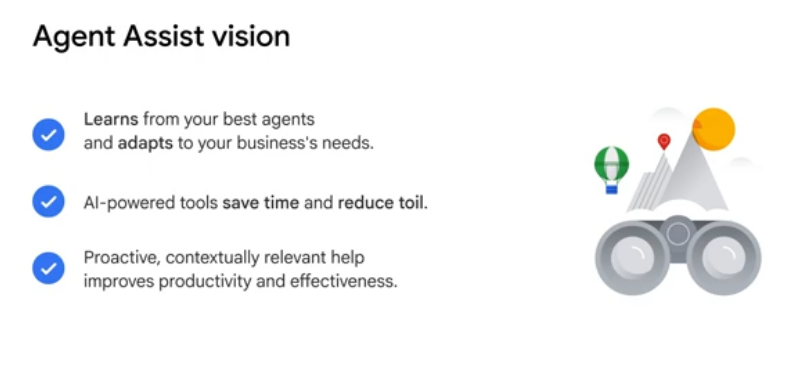 Agent Assist vision
Learns from your best agents
and adapts to your business's needs.
AI-powered tools save time and reduce toil.
Proactive, contextually relevant help
improves productivity and effectiveness.